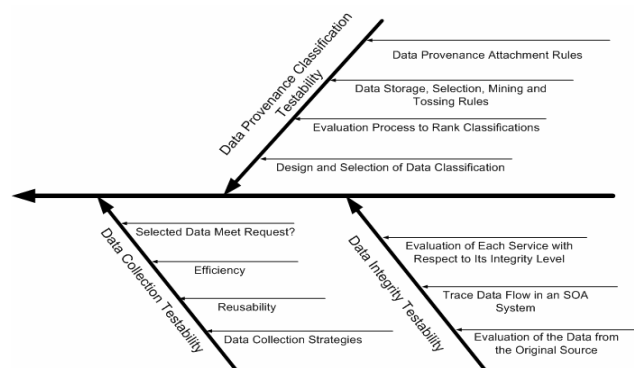 Data Provenance Classification
Testability
Data Provenance Attachment Rules
Data Storage, Selection, Mining and
Tossing Rules
Evaluation Process to Rank Classifications
Design and Selection of Data Classification
Data Collection Testability
Selected Data Meet Request?
Efficiency
Reusability
Data Collection Strategies
Data Integrity Testability
Evaluation of Each Service with
Respect to Its Integrity Level
Trace Data Flow in an SOA
System
Evaluation of the Data from
the Original Source